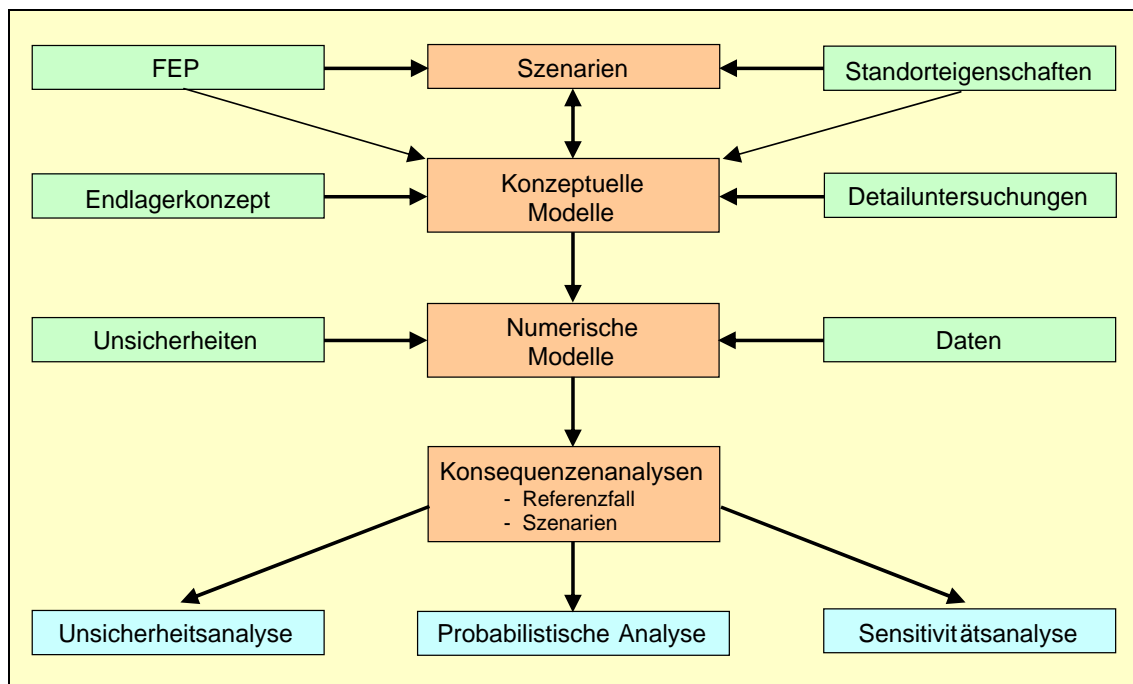 FEP
Szenarien
Standorteigenschaften
Endlagerkonzept
Konzeptuelle
Modelle
Detailuntersuchungen
Unsicherheiten
Numerische
Modelle
Daten
Konsequenzenanalysen
- Referenzfall
- Szenarien
Unsicherheitsanalyse
Probabilistische Analyse
Sensitivitätsanalyse